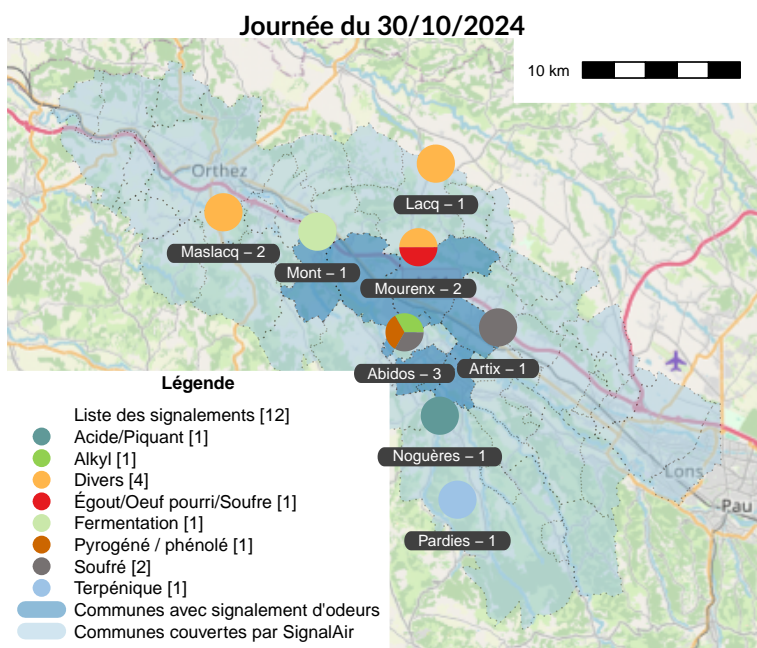 Journée du 30/10/2024
10 km
Orthez
Lacq – 1
Maslacq – 2
Mont – 1
Mourenx – 2
Abidos – 3
Artix – 1
Noguères – 1
Lons
Pau
Pardies – 1
Légende
Liste des signalements [12]
Acide/Piquant [1]
Alkyl [1]
Divers [4]
Égout/Oeuf pourri/Soufre [1]
Fermentation [1]
Pyrogéné / phénolé [1]
Soufré [2]
Terpénique [1]
Communes avec signalement d'odeurs
Communes couvertes par SignalAir